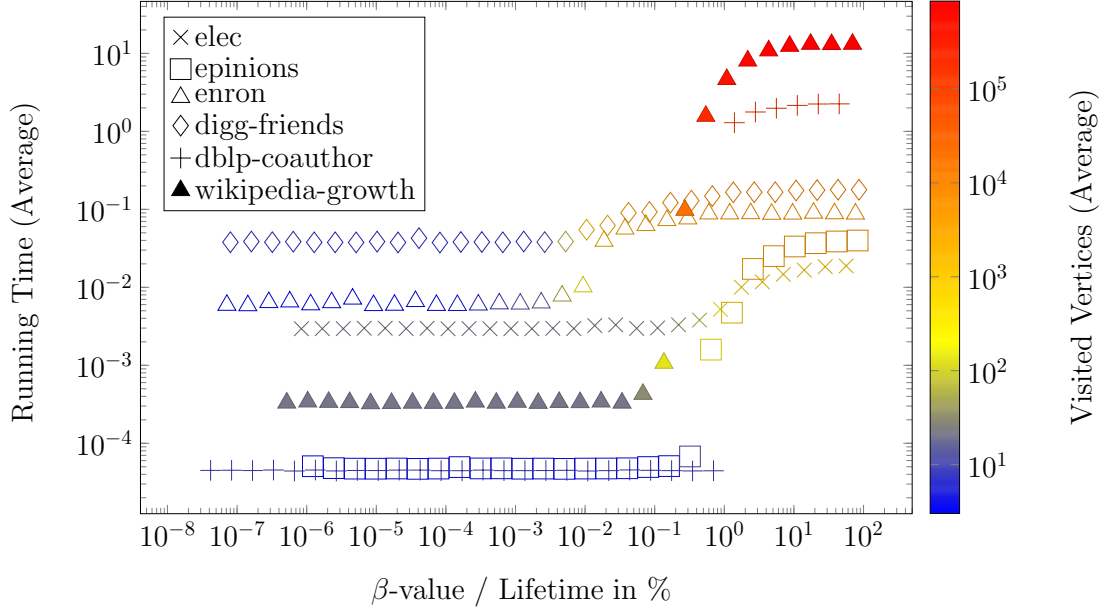 elec
epinions
enron
digg-friends
dblp-coauthor
wikipedia-growth
Running Time (Average)
10^1
10^0
10^-1
10^-2
10^-3
10^-4
10^-8 10^-7 10^-6 10^-5 10^-4 10^-3 10^-2 10^-1 10^0 10^1 10^2
β-value / Lifetime in %
10^5
10^4
10^3
10^2
10^1
Visited Vertices (Average)